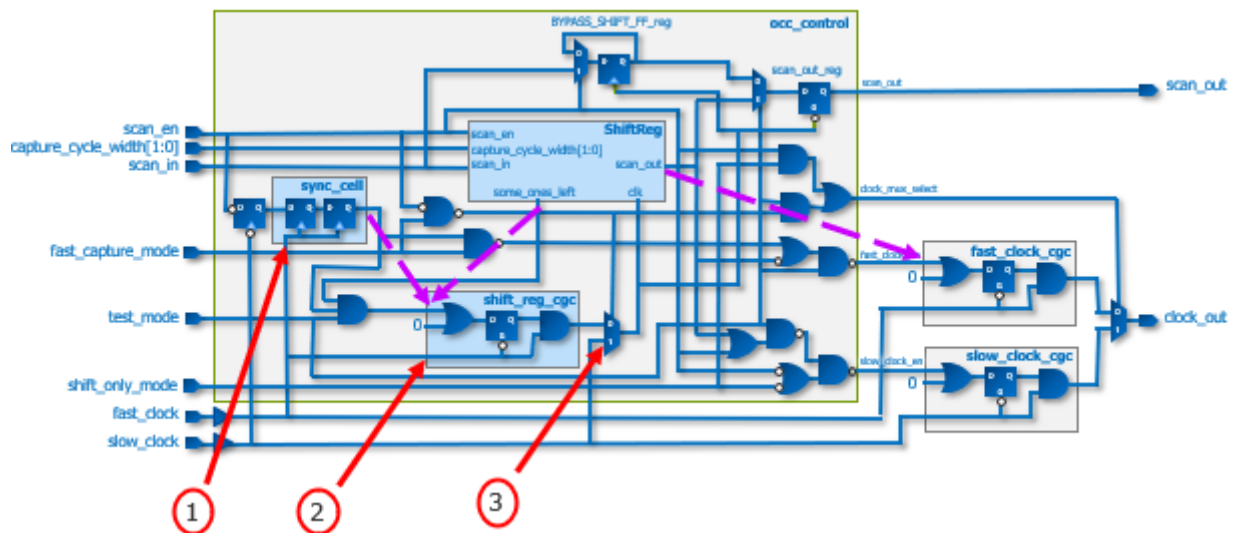 BYPASS_SHIFT_FF_reg
occ_control
scan_out_reg
scan_out
scan_out
scan_en
capture_cycle_width[1:0]
scan_in
ShiftReg
scan_en
capture_cycle_width[1:0]
scan_in
scan_out
some_ones_left
clk
sync_cell
clock_mux_select
fast_capture_mode
fast_clock_cgc
0
test_mode
shift_reg_cgc
0
clock_out
shift_only_mode
slow_clock_en
slow_clock_cgc
0
fast_clock
slow_clock
1
2
3